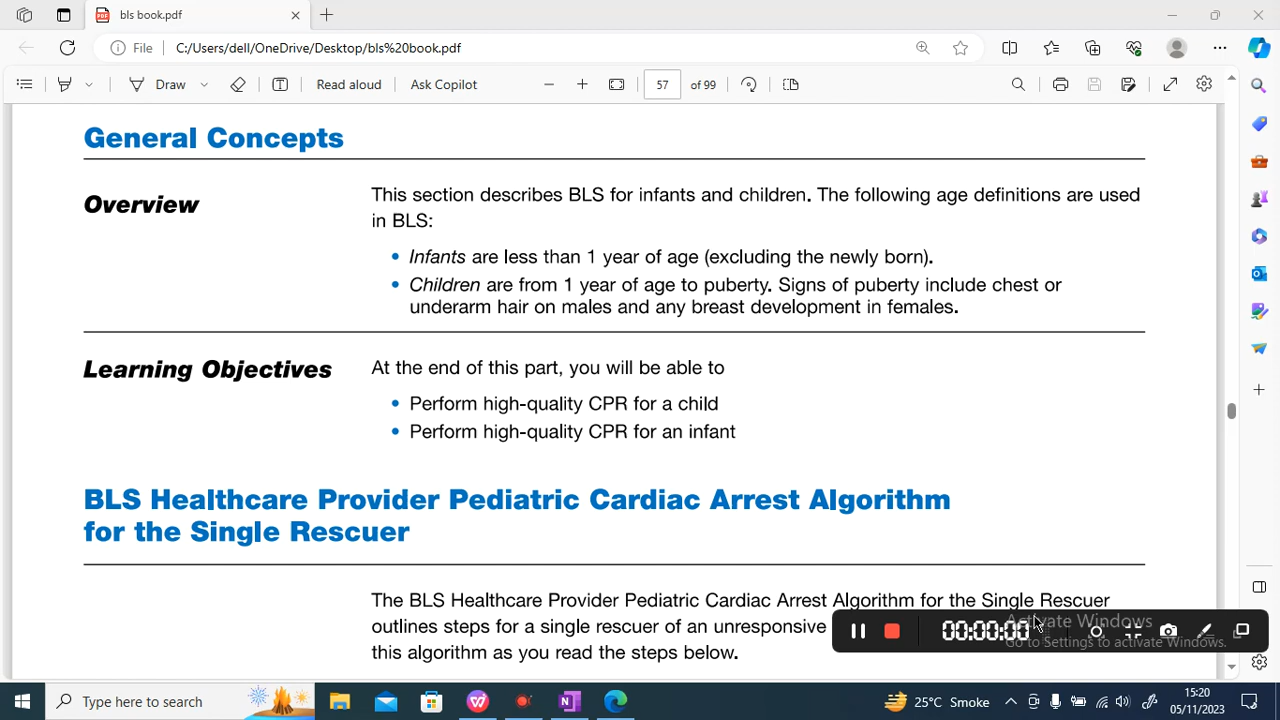 bls book.pdf
File
C:/Users/dell/OneDrive/Desktop/bls%20book.pdf
Draw
Read aloud
Ask Copilot
57 of 99
General Concepts
Overview
This section describes BLS for infants and children. The following age definitions are used
in BLS:
• Infants are less than 1 year of age (excluding the newly born).
• Children are from 1 year of age to puberty. Signs of puberty include chest or
underarm hair on males and any breast development in females.
Learning Objectives
At the end of this part, you will be able to
• Perform high-quality CPR for a child
• Perform high-quality CPR for an infant
BLS Healthcare Provider Pediatric Cardiac Arrest Algorithm
for the Single Rescuer
The BLS Healthcare Provider Pediatric Cardiac Arrest Algorithm for the Single Rescuer
outlines steps for a single rescuer of an unresponsive
this algorithm as you read the steps below.
00:00:00
Activate Windows
Go to Settings to activate Windows.
Type here to search
25°C Smoke
15:20
05/11/2023